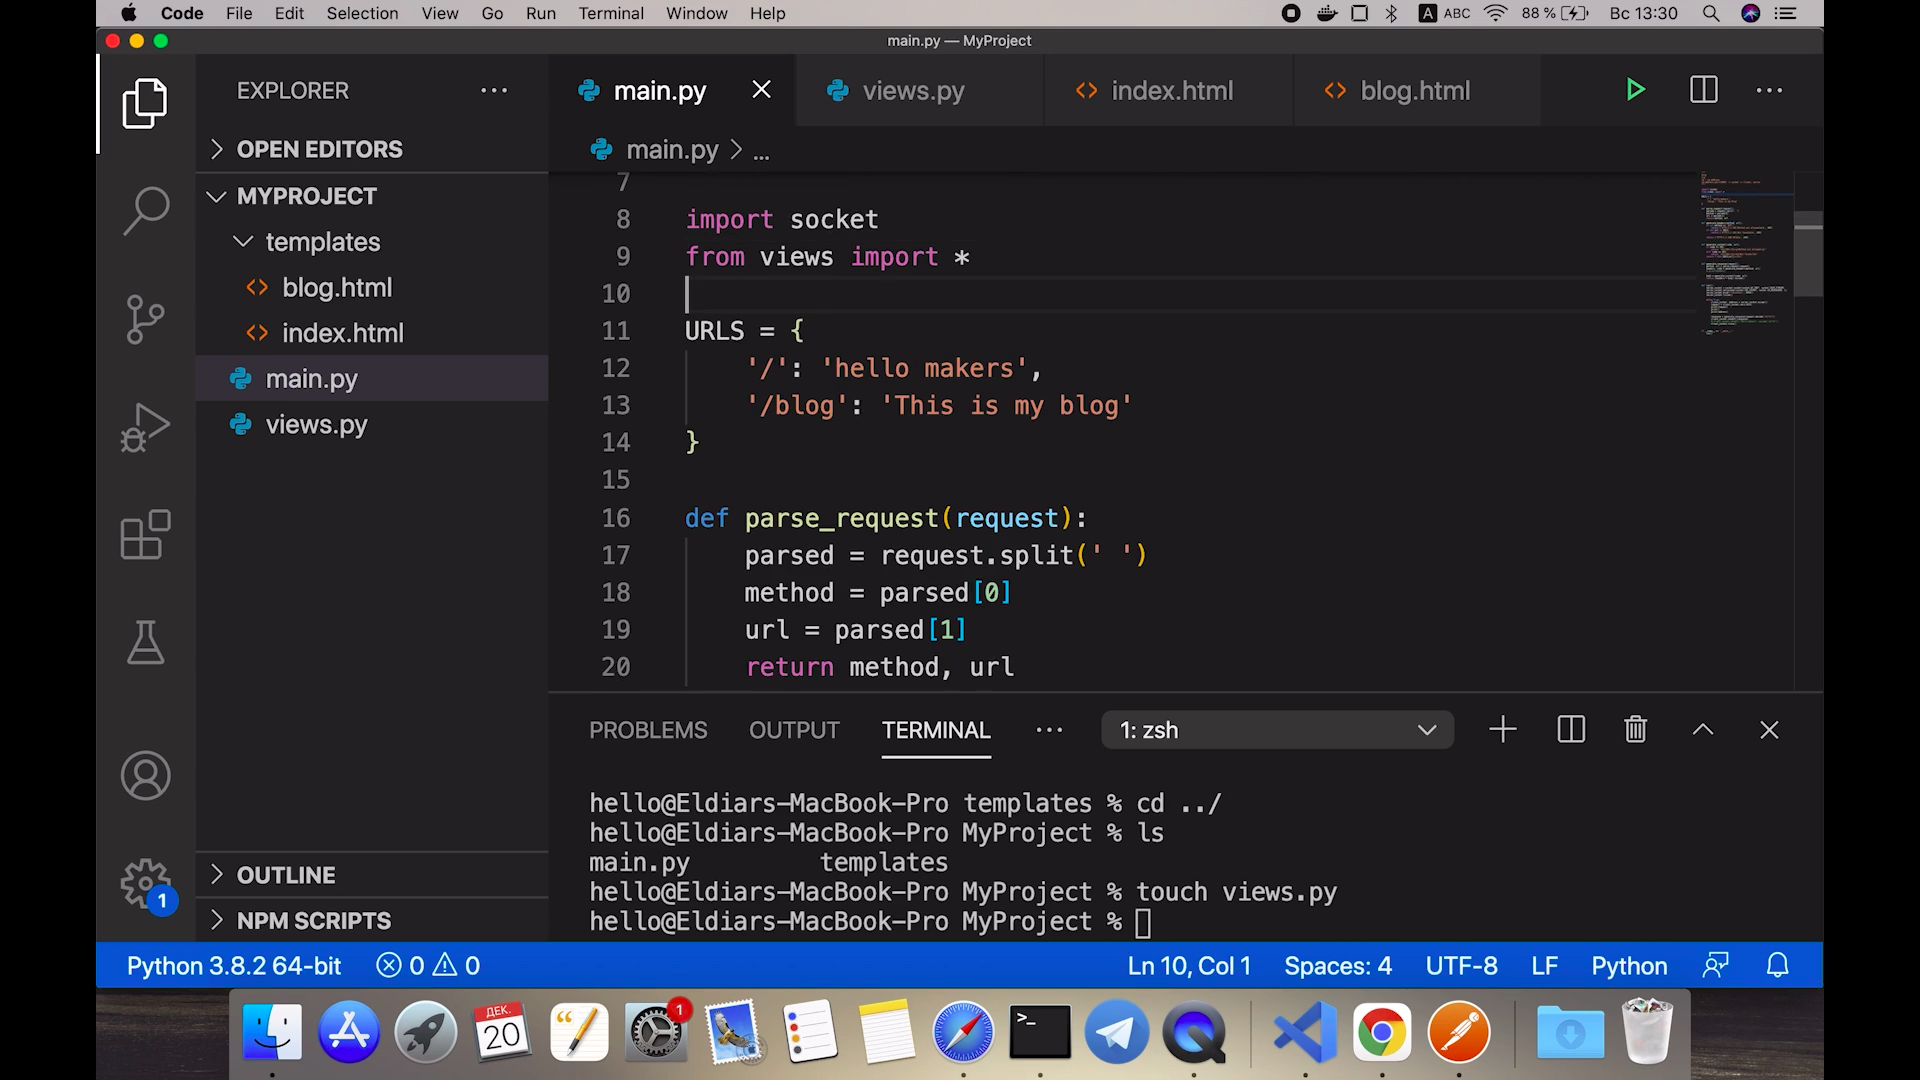 Code File Edit Selection View Go Run Terminal Window Help
A ABC 88 % Вс 13:30
main.py — MyProject
EXPLORER ...
main.py
views.py
index.html
blog.html
OPEN EDITORS
main.py > ...
MYPROJECT
templates
blog.html
index.html
main.py
views.py
7
8 import socket
9 from views import *
10
11 URLS = {
12 '/': 'hello makers',
13 '/blog': 'This is my blog'
14 }
15
16 def parse_request(request):
17 parsed = request.split(' ')
18 method = parsed[0]
19 url = parsed[1]
20 return method, url
PROBLEMS OUTPUT TERMINAL ... 1: zsh
hello@Eldiars-MacBook-Pro templates % cd ../
hello@Eldiars-MacBook-Pro MyProject % ls
main.py templates
hello@Eldiars-MacBook-Pro MyProject % touch views.py
hello@Eldiars-MacBook-Pro MyProject %
OUTLINE
NPM SCRIPTS
1
Python 3.8.2 64-bit 0 0 Ln 10, Col 1 Spaces: 4 UTF-8 LF Python
ДЕК.
20
1
>_